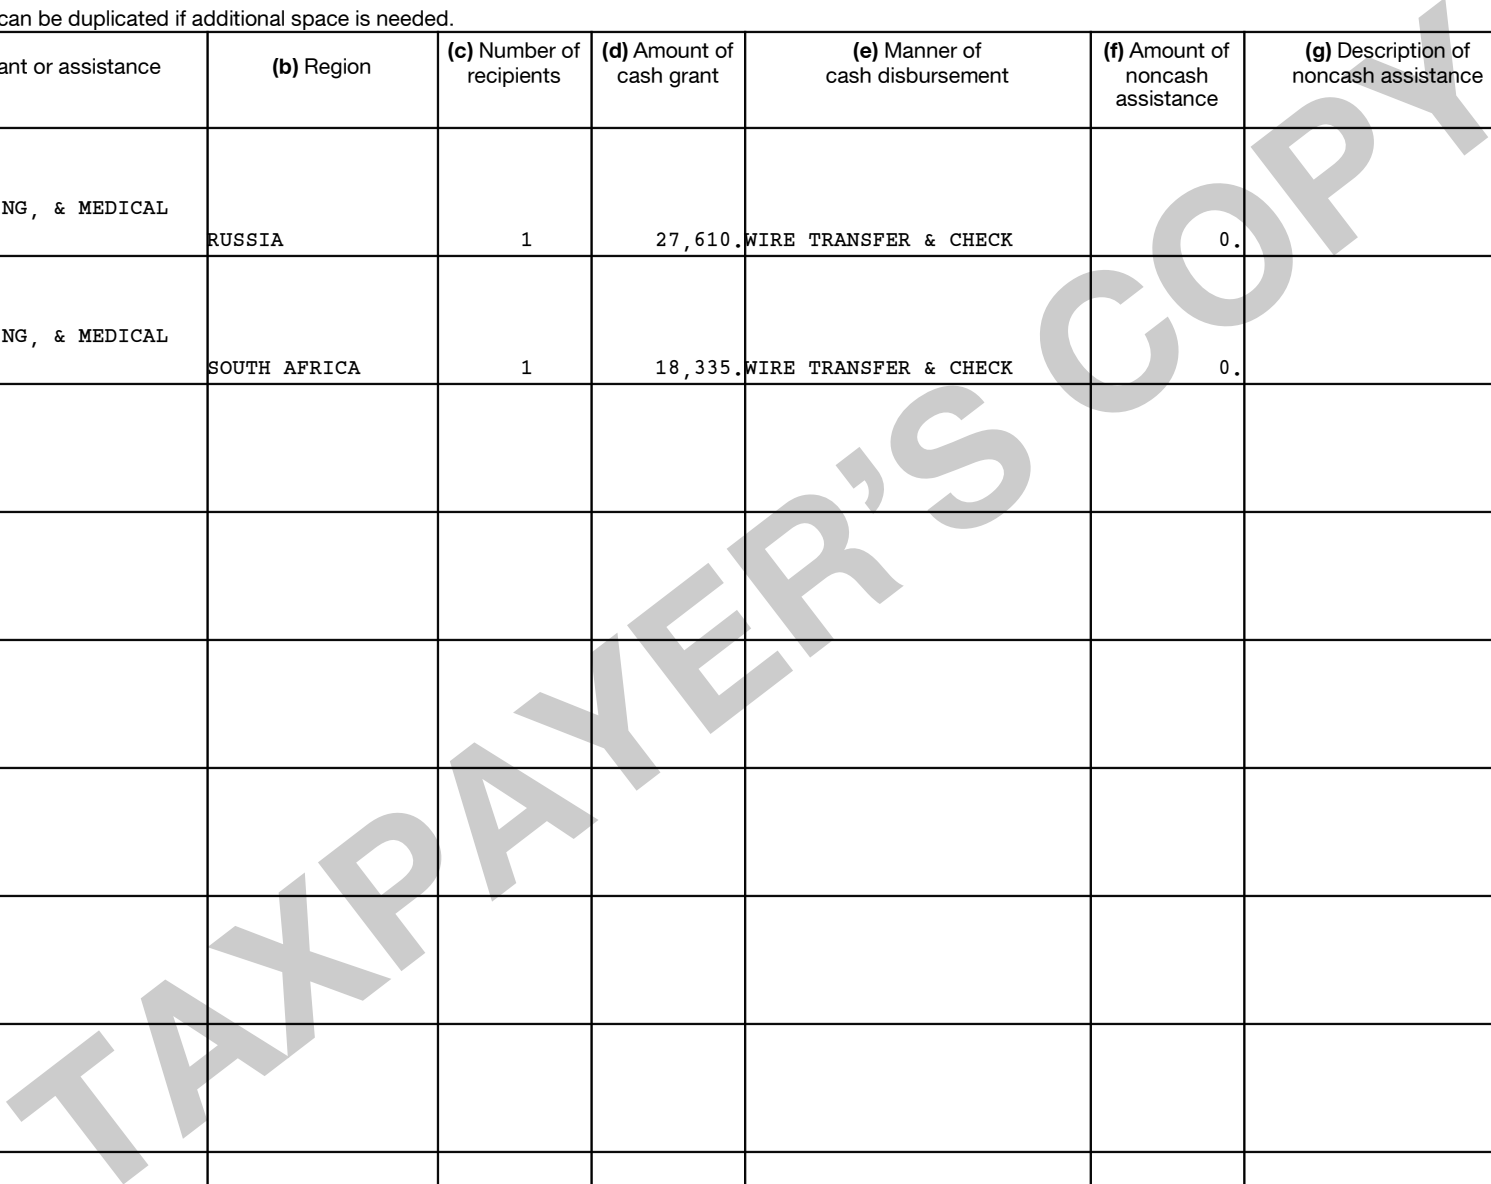 can be duplicated if additional space is needed.
ant or assistance
(b) Region
(c) Number of
recipients
(d) Amount of
cash grant
(e) Manner of
cash disbursement
(f) Amount of
noncash
assistance
(g) Description of
noncash assistance
NG, & MEDICAL
RUSSIA 1 27,610. WIRE TRANSFER & CHECK 0.
NG, & MEDICAL
SOUTH AFRICA 1 18,335. WIRE TRANSFER & CHECK 0.
TAXPAYER'S COPY